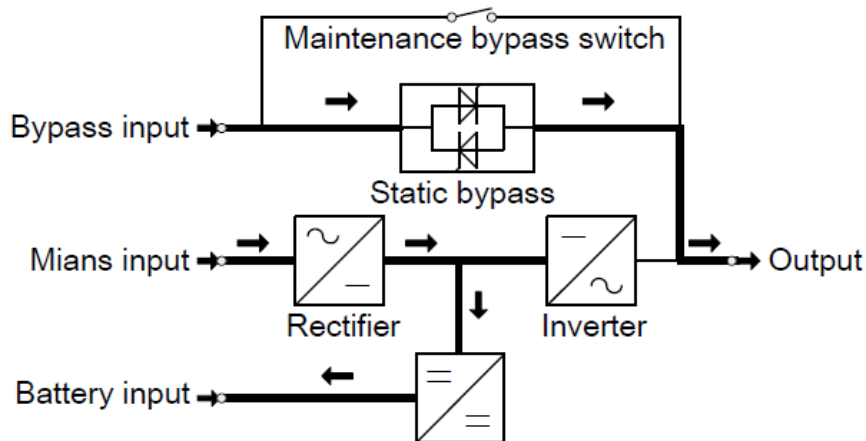 Maintenance bypass switch
Bypass input
Static bypass
Mians input
Output
Rectifier
Inverter
Battery input